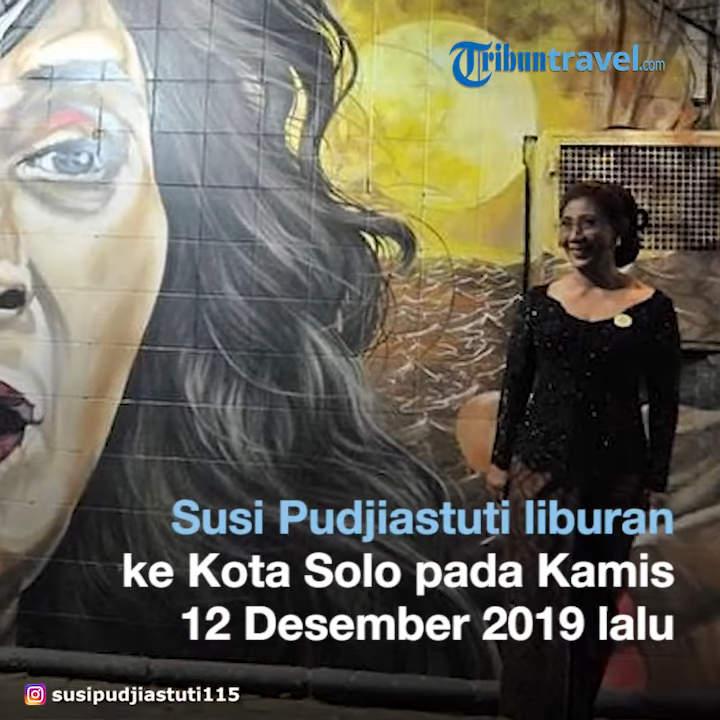 Tribuntravel.com
Susi Pudjiastuti liburan
ke Kota Solo pada Kamis
12 Desember 2019 lalu
susipudjiastuti115